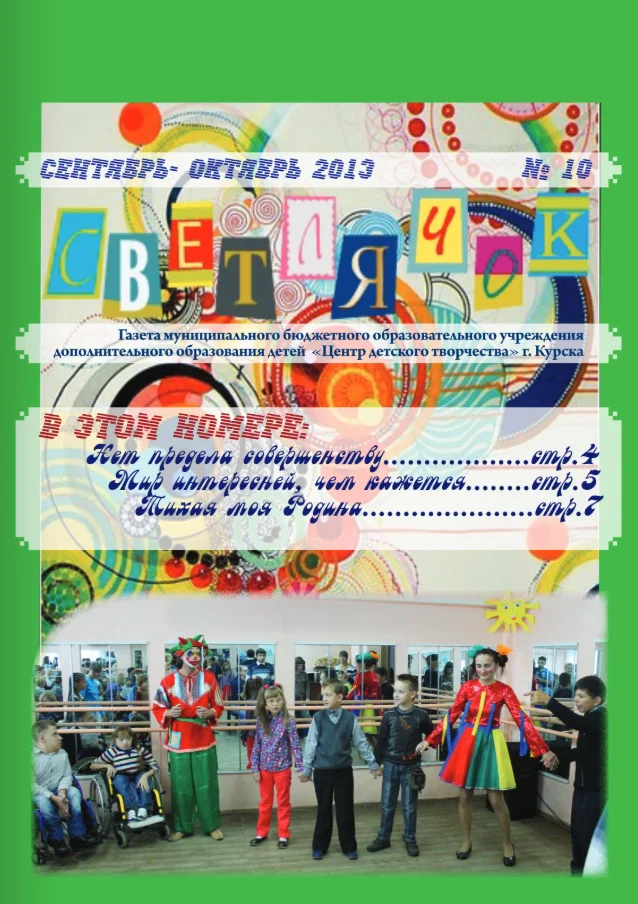 СЕНТЯБРЬ- ОКТЯБРЬ 2013 № 10
СВЕТЛЯЧОК
Газета муниципального бюджетного образовательного учреждения
дополнительного образования детей «Центр детского творчества» г. Курска
В ЭТОМ НОМЕРЕ:
Нет предела совершенству...................стр.4
Мир интересней, чем кажется........стр.5
Тихая моя Родина......................стр.7